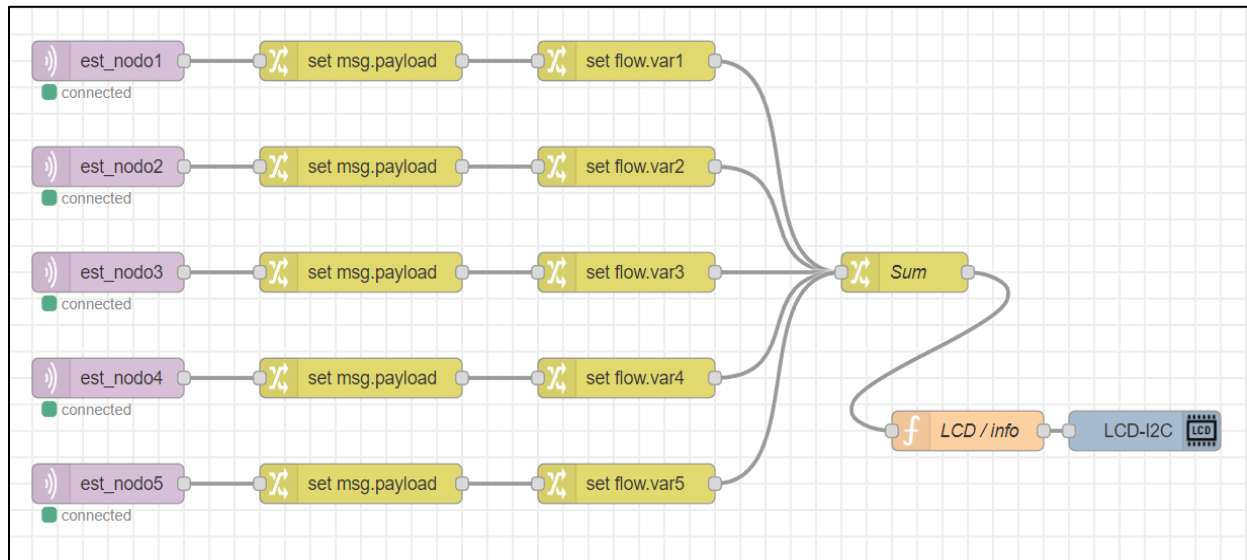 est_nodo1 set msg.payload set flow.var1
connected
est_nodo2 set msg.payload set flow.var2
connected
est_nodo3 set msg.payload set flow.var3 Sum
connected
est_nodo4 set msg.payload set flow.var4
connected
LCD / info LCD-I2C LCD
est_nodo5 set msg.payload set flow.var5
connected